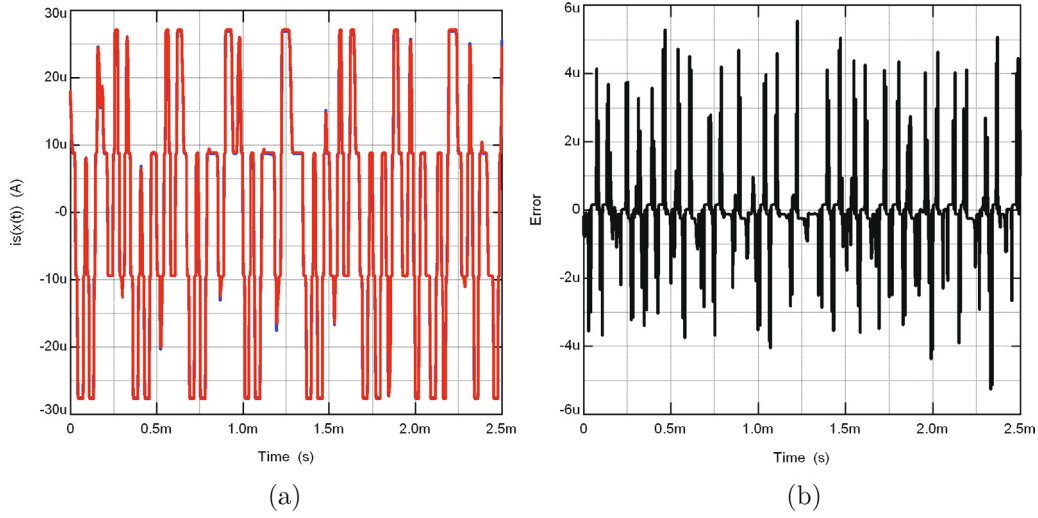 30u
20u
10u
-0
-10u
-20u
-30u
is(x(t)) (A)
0
0.5m
1.0m
1.5m
2.0m
2.5m
Time (s)
(a)
6u
4u
2u
0
-2u
-4u
-6u
Error
0
0.5m
1.0m
1.5m
2.0m
2.5m
Time (s)
(b)